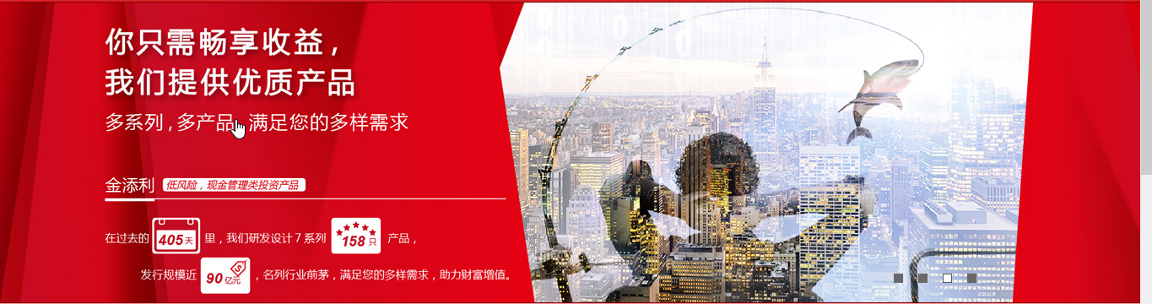 你只需畅享收益，
我们提供优质产品
多系列，多产品，满足您的多样需求
金添利 低风险，现金管理类投资产品
在过去的 405天 里，我们研发设计7系列 158只 产品，
发行规模近 90亿元 ，名列行业前茅，满足您的多样需求，助力财富增值。